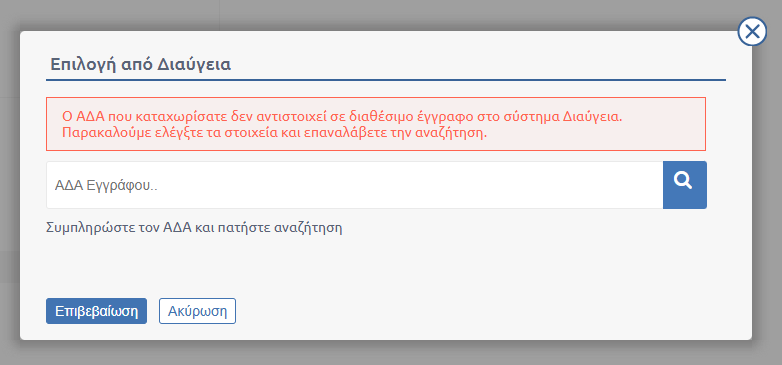 Επιλογή από Διαύγεια
Ο ΑΔΑ που καταχωρίσατε δεν αντιστοιχεί σε διαθέσιμο έγγραφο στο σύστημα Διαύγεια.
Παρακαλούμε ελέγξτε τα στοιχεία και επαναλάβετε την αναζήτηση.
ΑΔΑ Εγγράφου..
Συμπληρώστε τον ΑΔΑ και πατήστε αναζήτηση
Επιβεβαίωση Ακύρωση